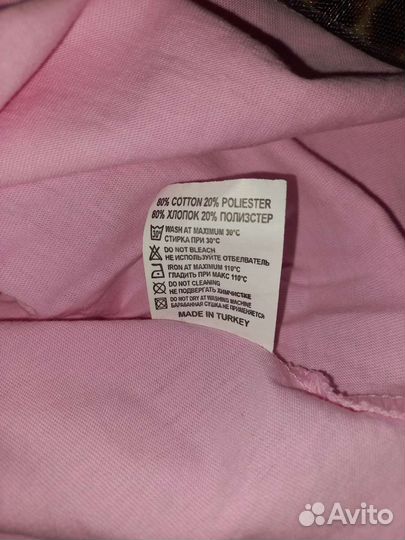 80% COTTON 20% POLIESTER
80% ХЛОПОК 20% ПОЛИЭСТЕР
WASH AT MAXIMUM 30°C
СТИРКА ПРИ 30°C
DO NOT BLEACH
НЕ ИСПОЛЬЗУЙТЕ ОТБЕЛИВАТЕЛЬ
IRON AT MAXIMUM 110°C
ГЛАДИТЬ ПРИ МАКС 110°C
DO NOT CLEANING
НЕ ПОДВЕРГАТЬ ХИМЧИСТКЕ
DO NOT DRY AT WASHING MACHINE
БАРАБАННАЯ СУШКА НЕ ПРИМЕНЯЕТСЯ
MADE IN TURKEY
Avito